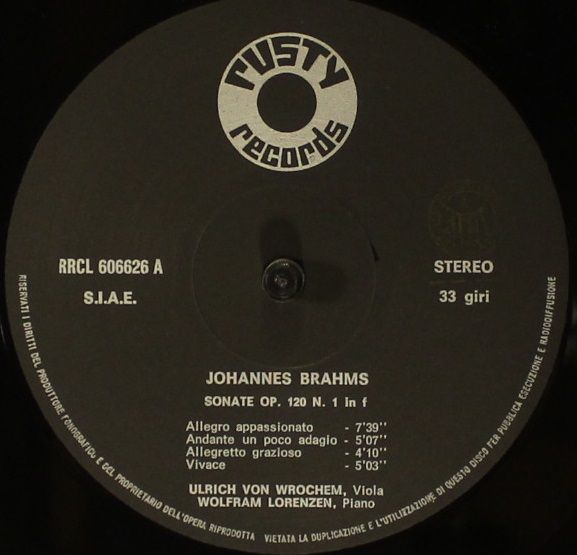 rusty
records
RRCL 606626 A
S.I.A.E.
STEREO
33 giri
JOHANNES BRAHMS
SONATE OP. 120 N. 1 in f
Allegro appassionato - 7'39''
Andante un poco adagio - 5'07''
Allegretto grazioso - 4'10''
Vivace - 5'03''
ULRICH VON WROCHEM, Viola
WOLFRAM LORENZEN, Piano
RISERVATI I DIRITTI DEL PRODUTTORE FONOGRAFICO E DEL PROPRIETARIO DELL'OPERA RIPRODOTTA VIETATA LA DUPLICAZIONE E L'UTILIZZAZIONE DI QUESTO DISCO PER PUBBLICA ESECUZIONE E RADIODIFFUSIONE